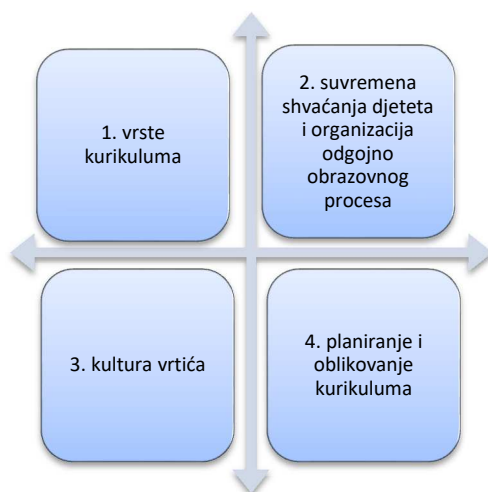 1. vrste
kurikuluma
2. suvremena
shvaćanja djeteta
i organizacija
odgojno
obrazovnog
procesa
3. kultura vrtića
4. planiranje i
oblikovanje
kurikuluma